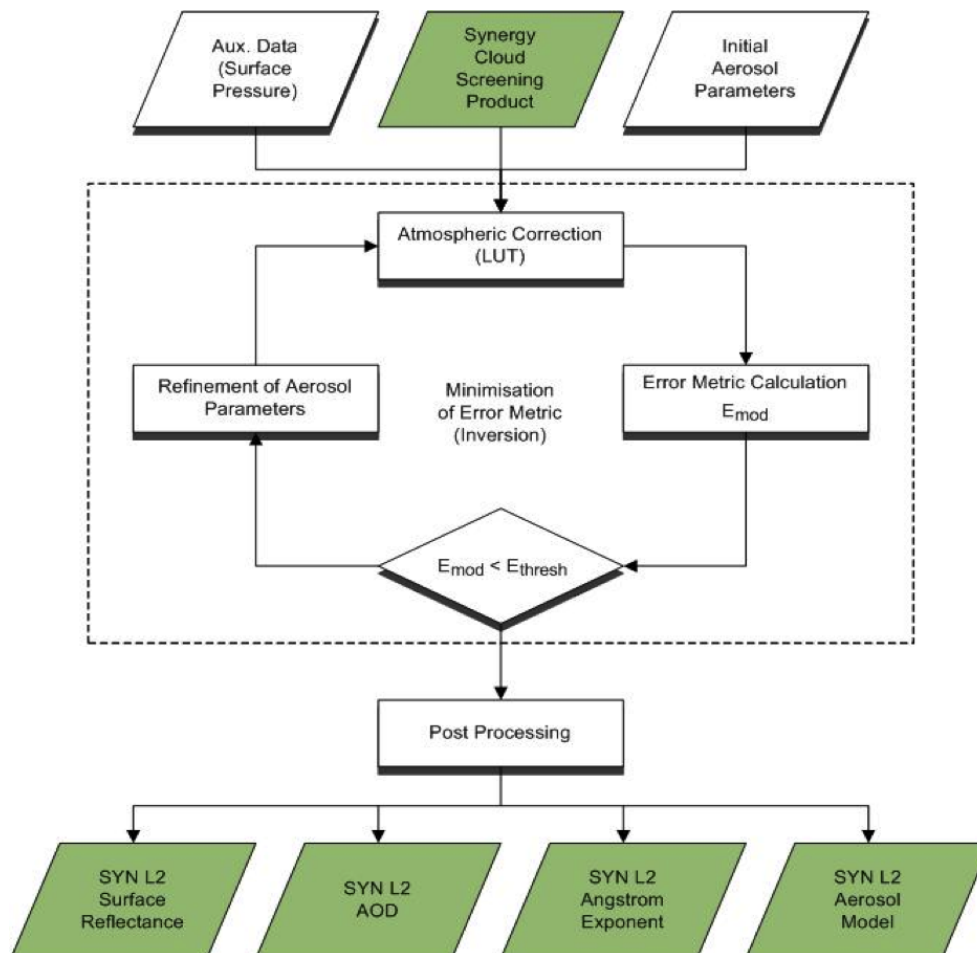 Aux. Data
(Surface
Pressure)
Synergy
Cloud
Screening
Product
Initial
Aerosol
Parameters
Atmospheric Correction
(LUT)
Refinement of Aerosol
Parameters
Minimisation
of Error Metric
(Inversion)
Error Metric Calculation
Emod
Emod < Ethresh
Post Processing
SYN L2
Surface
Reflectance
SYN L2
AOD
SYN L2
Angstrom
Exponent
SYN L2
Aerosol
Model